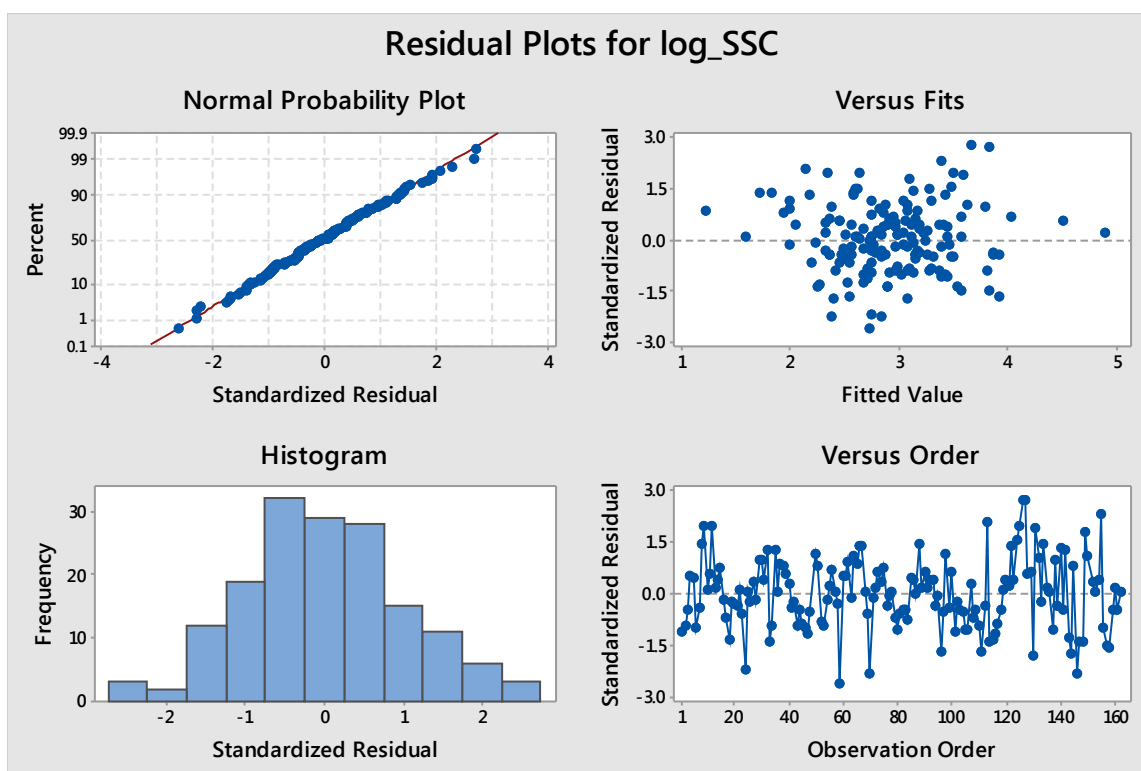 Residual Plots for log_SSC
Normal Probability Plot
99.9
99
90
50
10
1
0.1
Percent
-4 -2 0 2 4
Standardized Residual
Versus Fits
3.0
1.5
0.0
-1.5
-3.0
Standardized Residual
1 2 3 4 5
Fitted Value
Histogram
30
20
10
0
Frequency
-2 -1 0 1 2
Standardized Residual
Versus Order
3.0
1.5
0.0
-1.5
-3.0
Standardized Residual
1 20 40 60 80 100 120 140 160
Observation Order